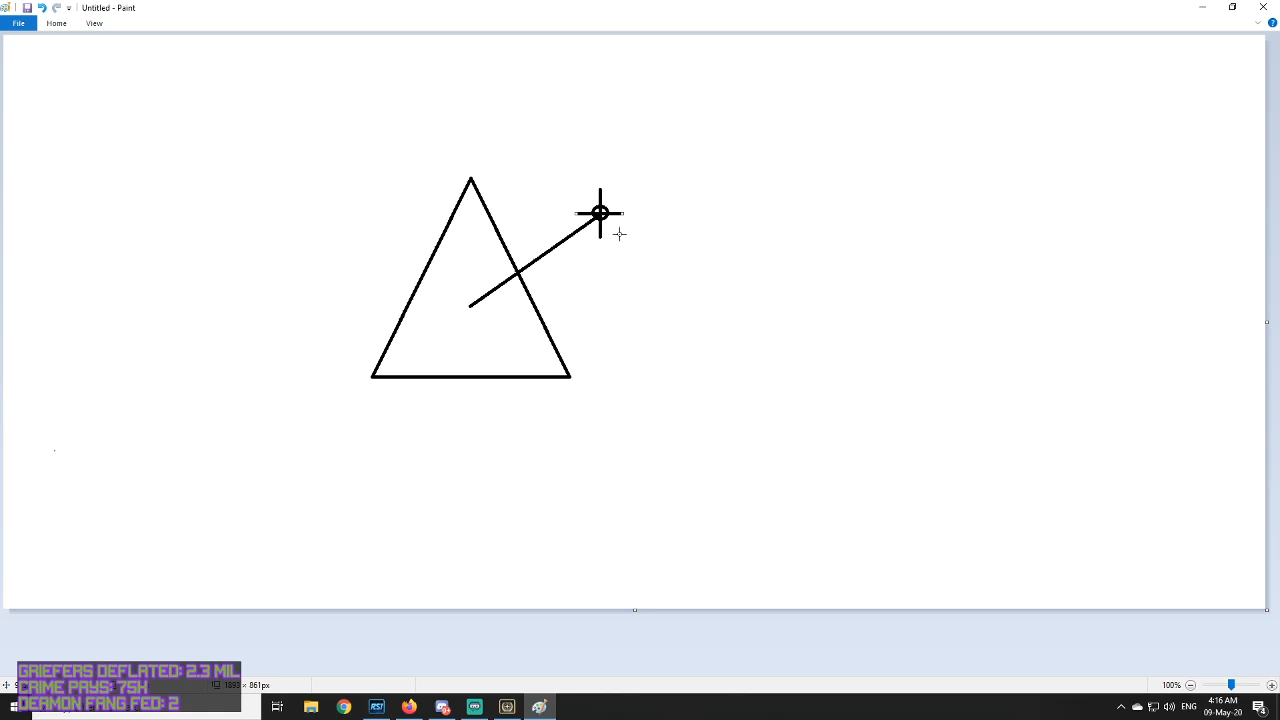 Untitled - Paint
File Home View
GRIEFERS DEFLATED: 2.3 MIL
CRIME PAYS: 75K
DEAMON FANG FED: 2
1893 × 861px
100%
RSI
ENG
4:16 AM
09-May-20